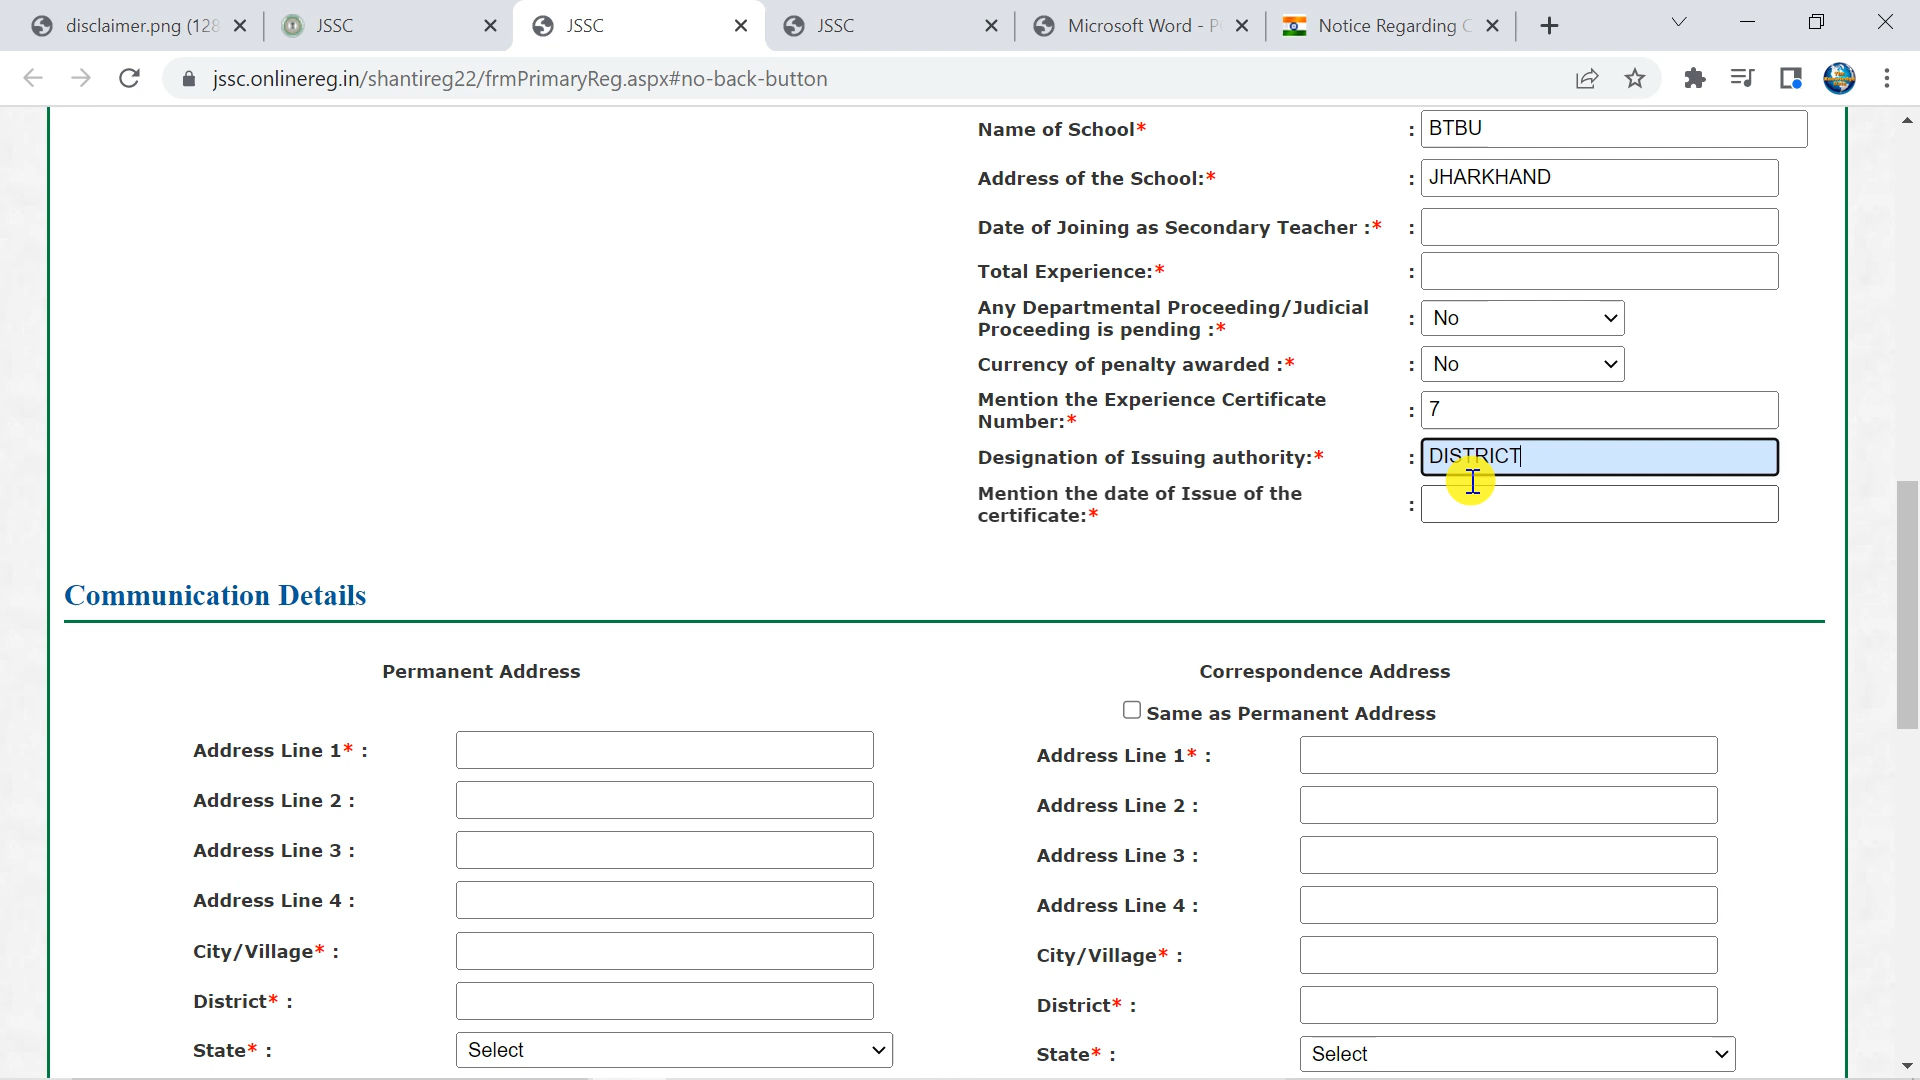 disclaimer.png (128
JSSC
JSSC
JSSC
Microsoft Word - P
Notice Regarding C
jssc.onlinereg.in/shantireg22/frmPrimaryReg.aspx#no-back-button
Name of School* : BTBU
Address of the School:* : JHARKHAND
Date of Joining as Secondary Teacher :* :
Total Experience:* :
Any Departmental Proceeding/Judicial
Proceeding is pending :* : No
Currency of penalty awarded :* : No
Mention the Experience Certificate
Number:* : 7
Designation of Issuing authority:* : DISTRICT
Mention the date of Issue of the
certificate:* :
Communication Details
Permanent Address
Correspondence Address
Same as Permanent Address
Address Line 1* :
Address Line 1* :
Address Line 2 :
Address Line 2 :
Address Line 3 :
Address Line 3 :
Address Line 4 :
Address Line 4 :
City/Village* :
City/Village* :
District* :
District* :
State* : Select
State* : Select